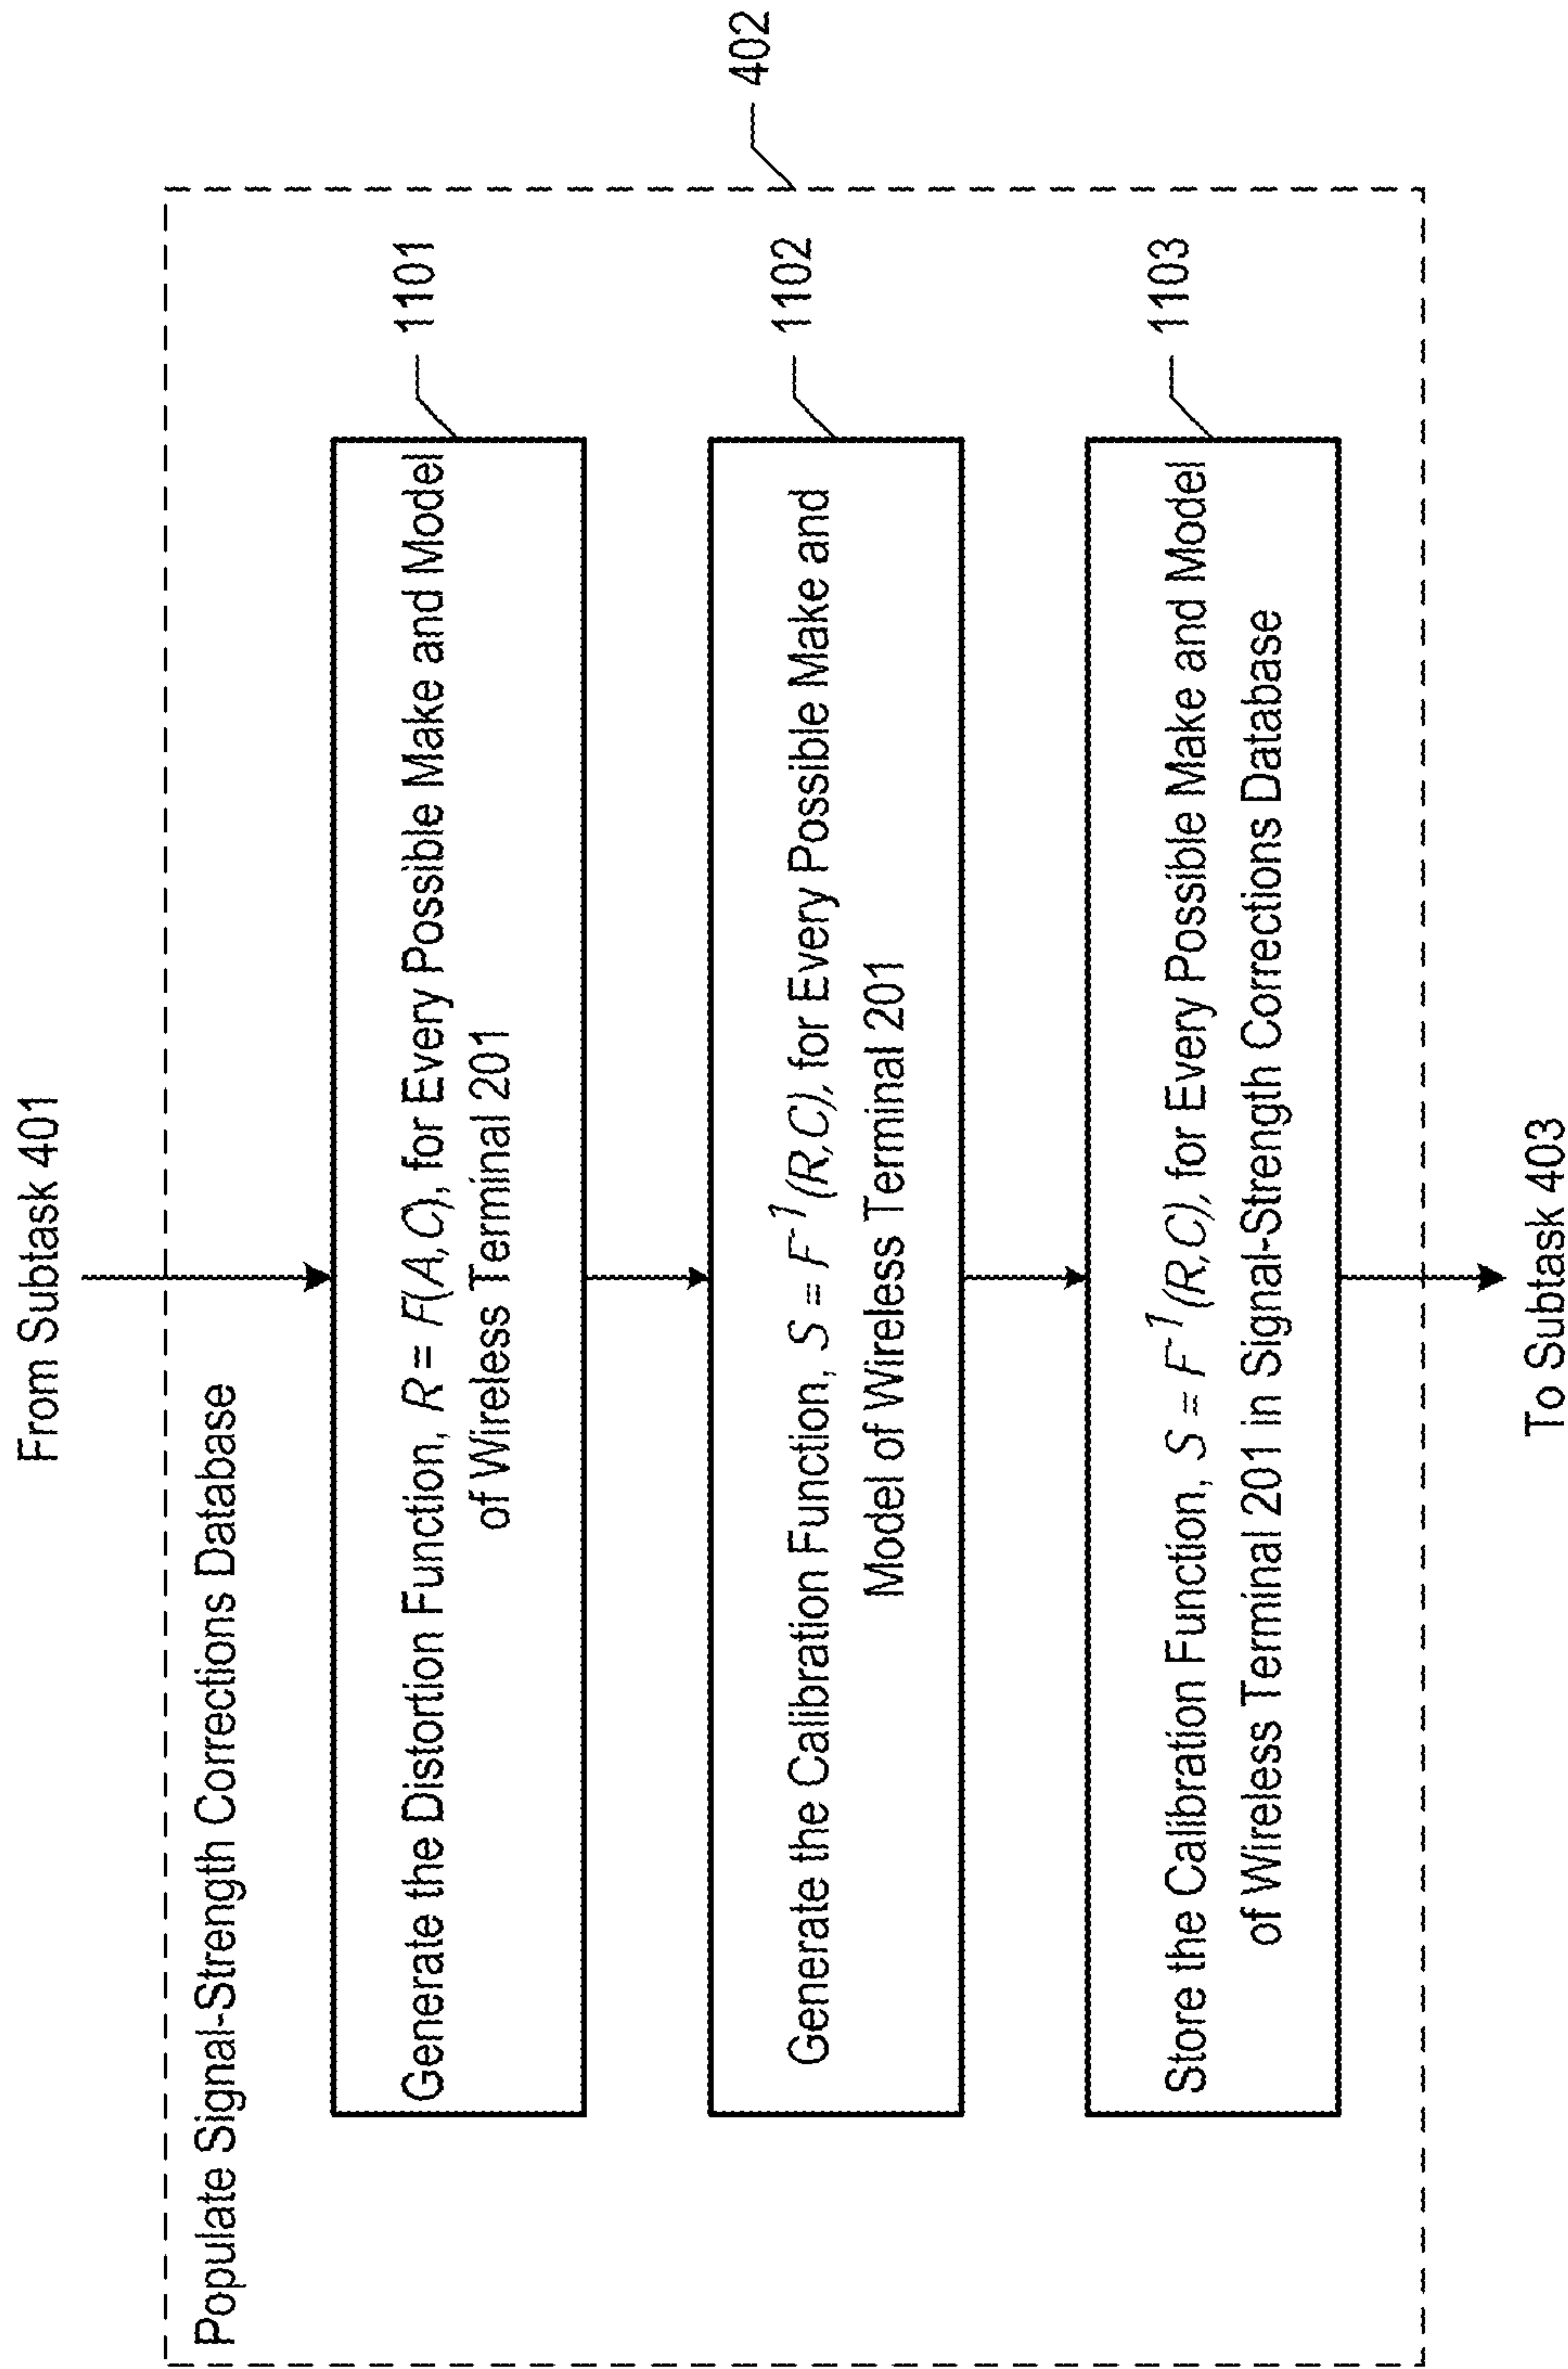 From Subtask 401
402
Populate Signal-Strength Corrections Database
1101
Generate the Distortion Function, R = F(A,C), for Every Possible Make and Model
of Wireless Terminal 201
1102
Generate the Calibration Function, S = F⁻¹(R,C), for Every Possible Make and
Model of Wireless Terminal 201
1103
Store the Calibration Function, S = F⁻¹(R,C), for Every Possible Make and Model
of Wireless Terminal 201 in Signal-Strength Corrections Database
To Subtask 403